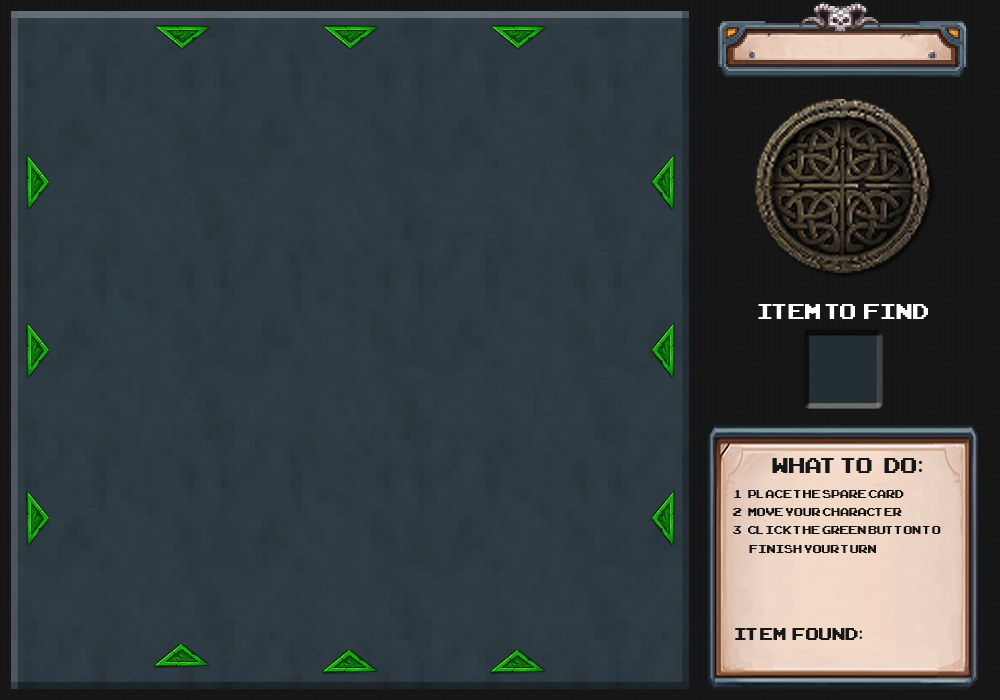 ITEM TO FIND
WHAT TO DO:
1 PLACE THE SPARE CARD
2 MOVE YOUR CHARACTER
3 CLICK THE GREEN BUTTON TO
FINISH YOUR TURN
ITEM FOUND: